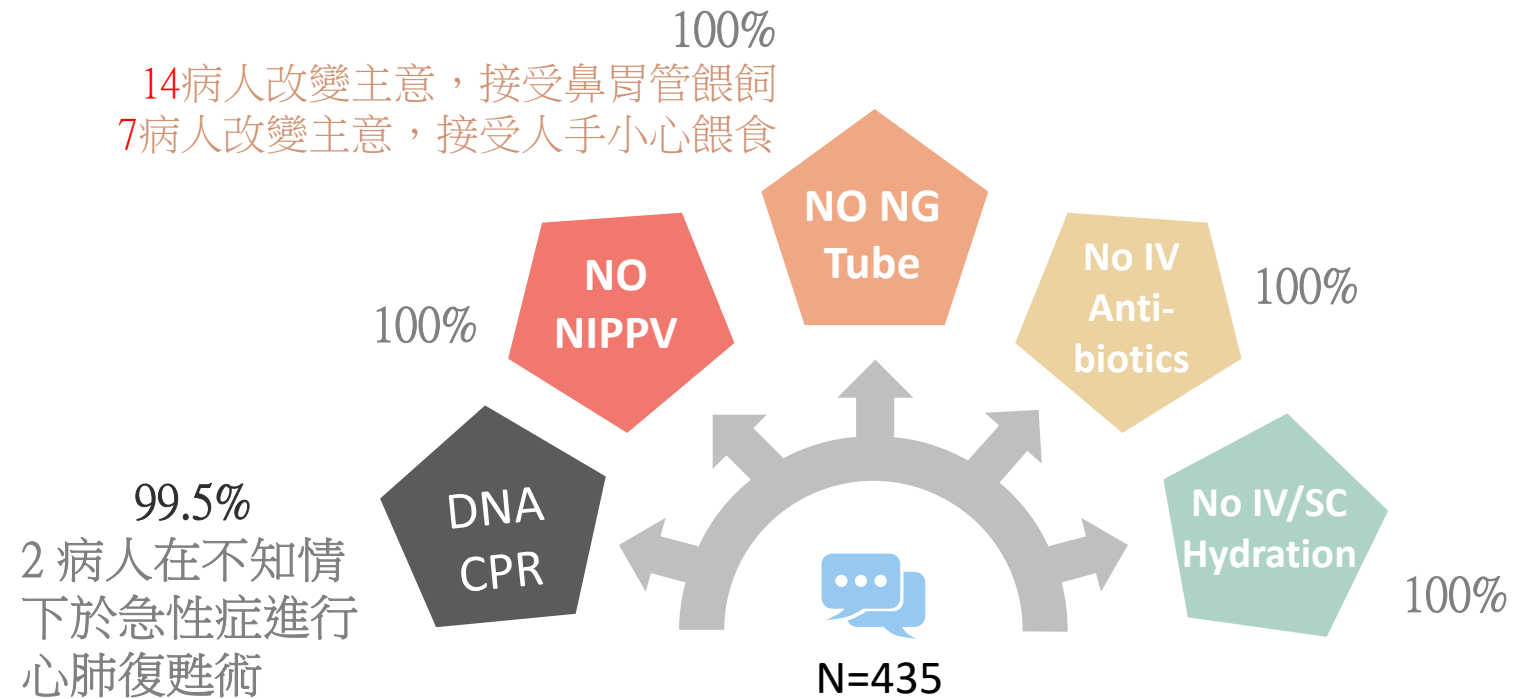 100%
14病人改變主意，接受鼻胃管餵飼
7病人改變主意，接受人手小心餵食
NO NG
Tube
NO
NIPPV
100%
No IV
Anti-
biotics
100%
DNA
CPR
99.5%
2 病人在不知情
下於急性症進行
心肺復甦術
No IV/SC
Hydration
100%
N=435